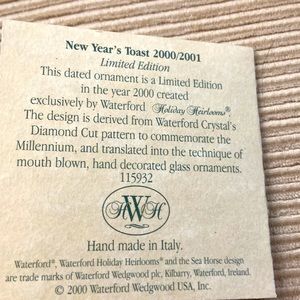 New Year's Toast 2000/2001
Limited Edition
This dated ornament is a Limited Edition
in the year 2000 created
exclusively by Waterford Holiday Heirlooms®.
The design is derived from Waterford Crystal's
Diamond Cut pattern to commemorate the
Millennium, and translated into the technique of
mouth blown, hand decorated glass ornaments.
115932
WHH
Hand made in Italy.
Waterford®, Waterford Holiday Heirlooms® and the Sea Horse design
are trade marks of Waterford Wedgwood plc, Kilbarry, Waterford, Ireland.
© 2000 Waterford Wedgwood USA, Inc.